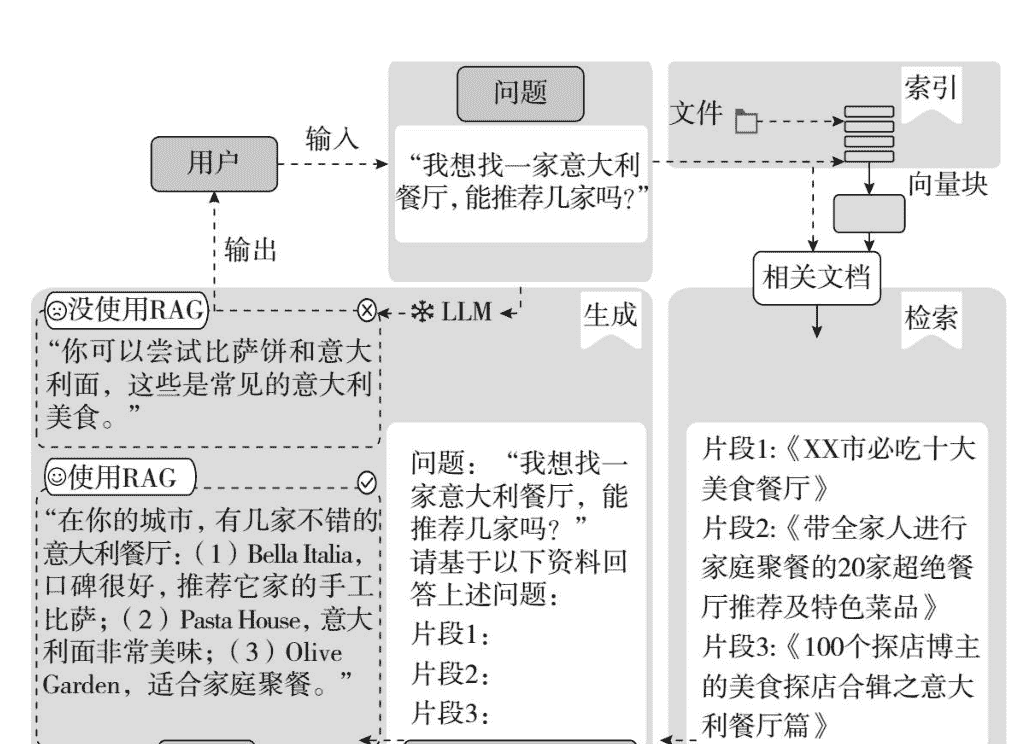 问题
索引
文件
输入
用户
“我想找一家意大利
餐厅，能推荐几家吗？”
向量块
输出
相关文档
没使用RAG
LLM
生成
检索
“你可以尝试比萨饼和意大
利面，这些是常见的意大利
美食。”
使用RAG
“在你的城市，有几家不错的
意大利餐厅：（1）Bella Italia，
口碑很好，推荐它家的手工
比萨；（2）Pasta House，意大
利面非常美味；（3）Olive
Garden，适合家庭聚餐。”
问题：“我想找一
家意大利餐厅，能
推荐几家吗？”
请基于以下资料回
答上述问题：
片段1：
片段2：
片段3：
片段1:《XX市必吃十大
美食餐厅》
片段2:《带全家人进行
家庭聚餐的20家超绝餐
厅推荐及特色菜品》
片段3:《100个探店博主
的美食探店合辑之意大
利餐厅篇》